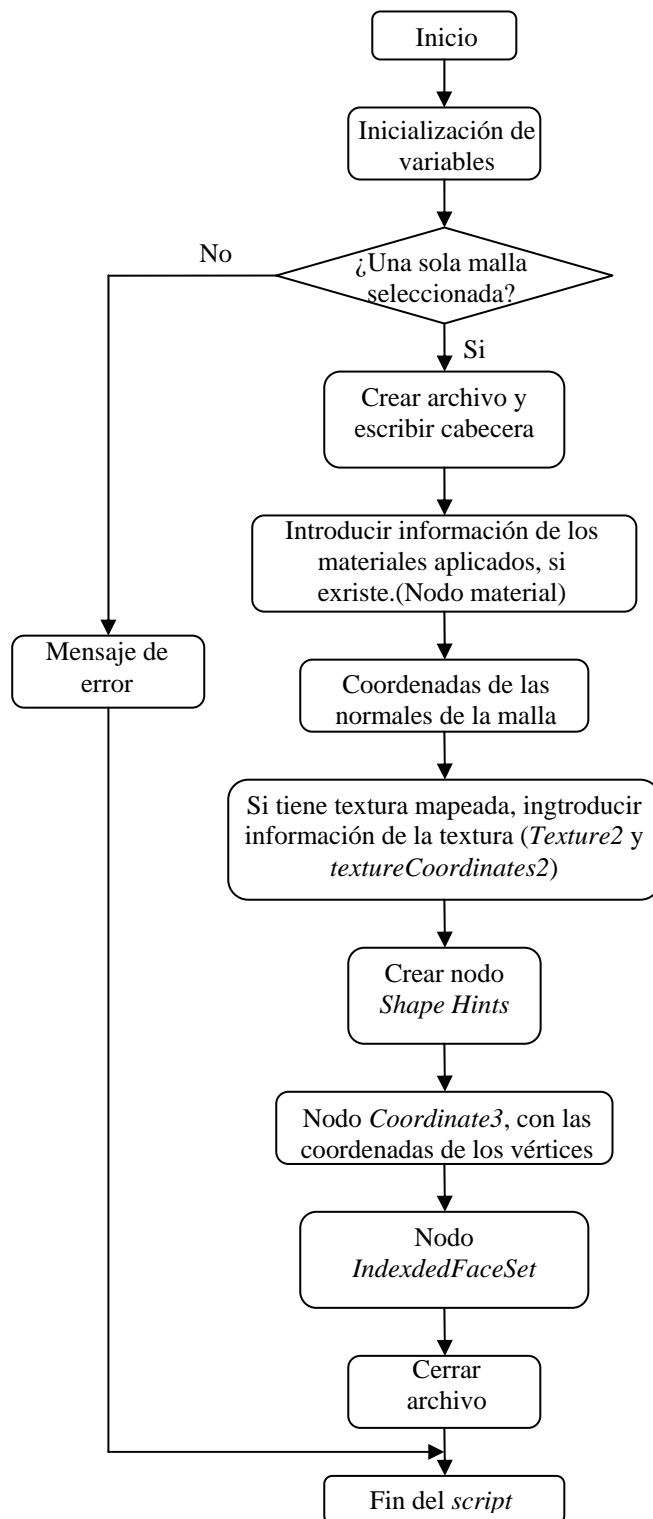 Inicio
Inicialización de
variables
No
¿Una sola malla
seleccionada?
Si
Crear archivo y
escribir cabecera
Introducir información de los
materiales aplicados, si
exriste.(Nodo material)
Mensaje de
error
Coordenadas de las
normales de la malla
Si tiene textura mapeada, ingtroducir
información de la textura (Texture2 y
textureCoordinates2)
Crear nodo
Shape Hints
Nodo Coordinate3, con las
coordenadas de los vértices
Nodo
IndexdedFaceSet
Cerrar
archivo
Fin del script